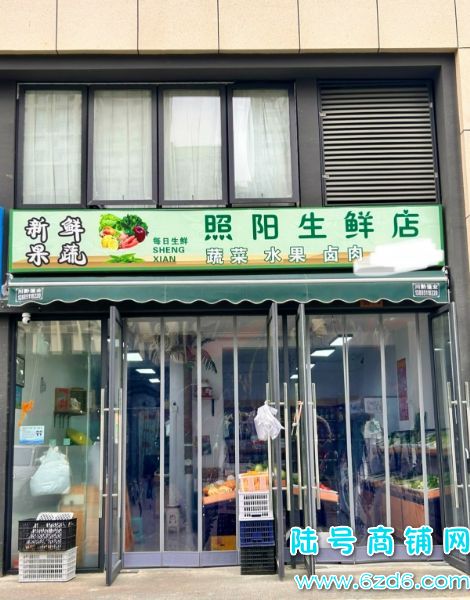 新鲜
果蔬
每日生鲜
SHENG
XIAN
照阳生鲜店
蔬菜 水果 卤肉
陆号商铺网
www.6zd6.com